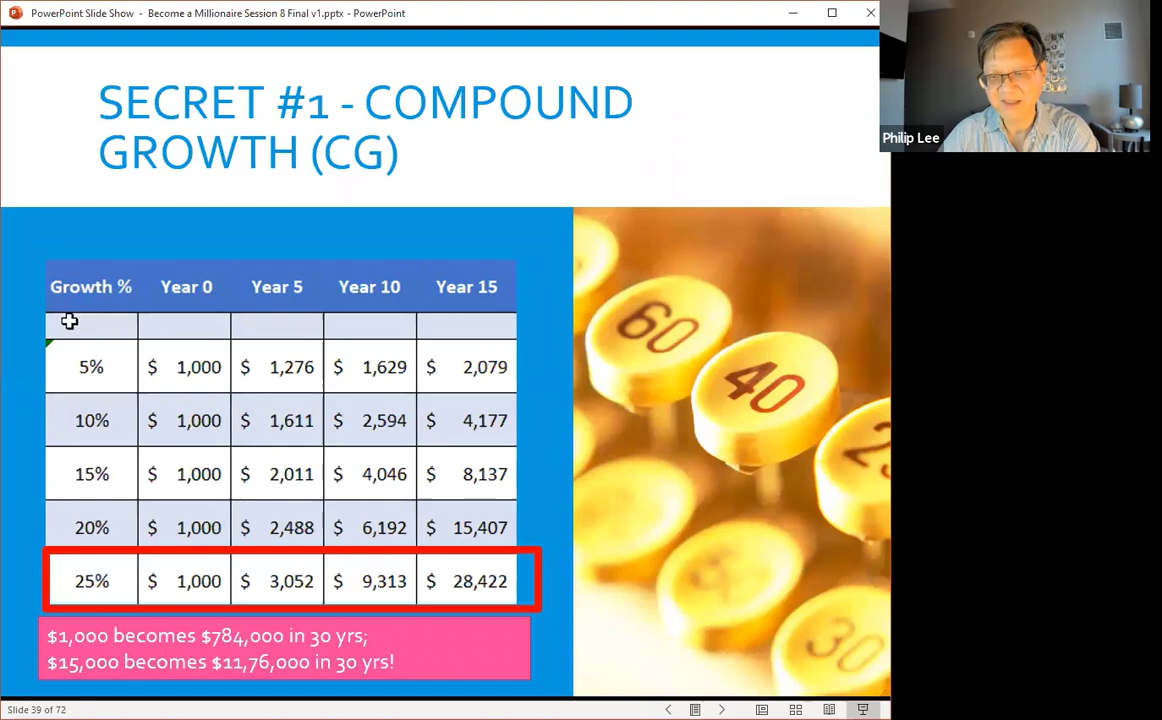 PowerPoint Slide Show - Become a Millionaire Session 8 Final v1.pptx - PowerPoint
Philip Lee
SECRET #1 - COMPOUND
GROWTH (CG)
Growth % Year 0 Year 5 Year 10 Year 15
5% $ 1,000 $ 1,276 $ 1,629 $ 2,079
10% $ 1,000 $ 1,611 $ 2,594 $ 4,177
15% $ 1,000 $ 2,011 $ 4,046 $ 8,137
20% $ 1,000 $ 2,488 $ 6,192 $ 15,407
25% $ 1,000 $ 3,052 $ 9,313 $ 28,422
$1,000 becomes $784,000 in 30 yrs;
$15,000 becomes $11,76,000 in 30 yrs!
60
40
30
Slide 39 of 72